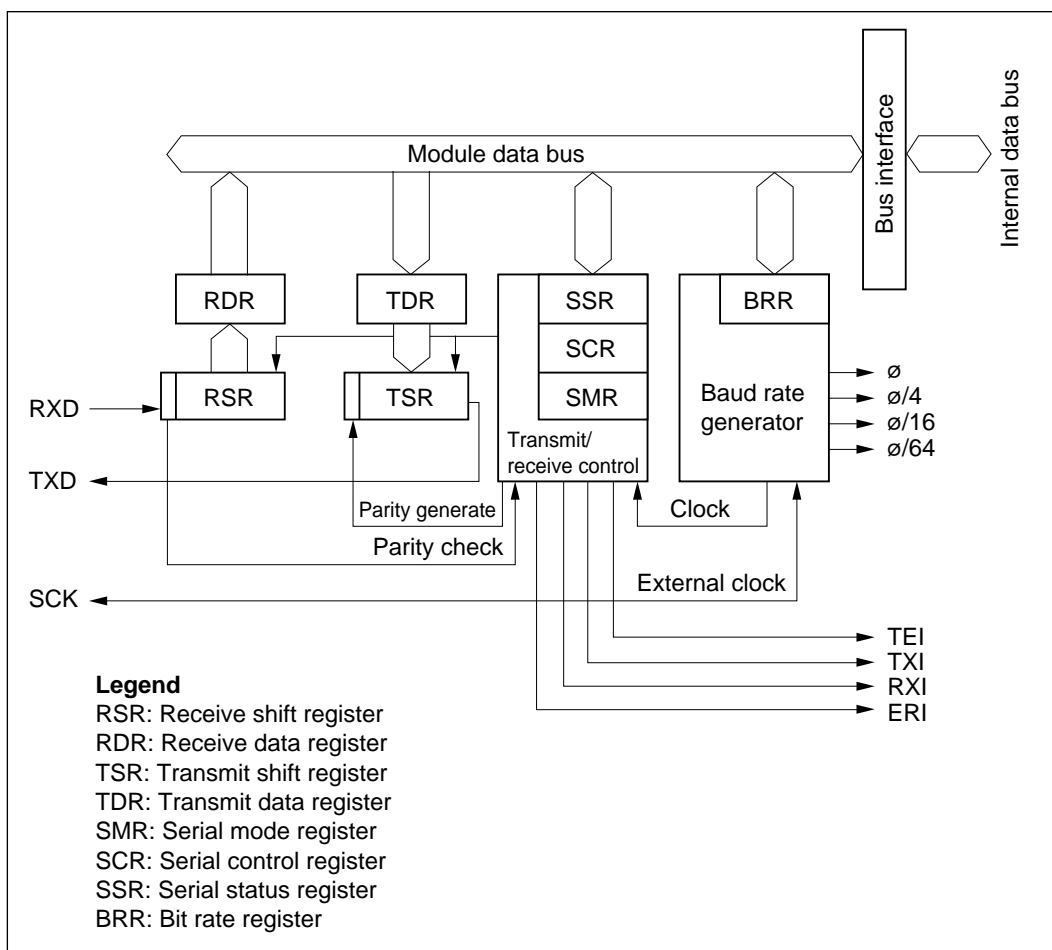 Module data bus
Bus interface
Internal data bus
RDR
TDR
SSR
BRR
SCR
RSR
TSR
SMR
Baud rate
generator
ø
ø/4
ø/16
ø/64
RXD
TXD
Transmit/
receive control
Parity generate
Clock
Parity check
External clock
SCK
TEI
TXI
RXI
ERI
Legend
RSR: Receive shift register
RDR: Receive data register
TSR: Transmit shift register
TDR: Transmit data register
SMR: Serial mode register
SCR: Serial control register
SSR: Serial status register
BRR: Bit rate register